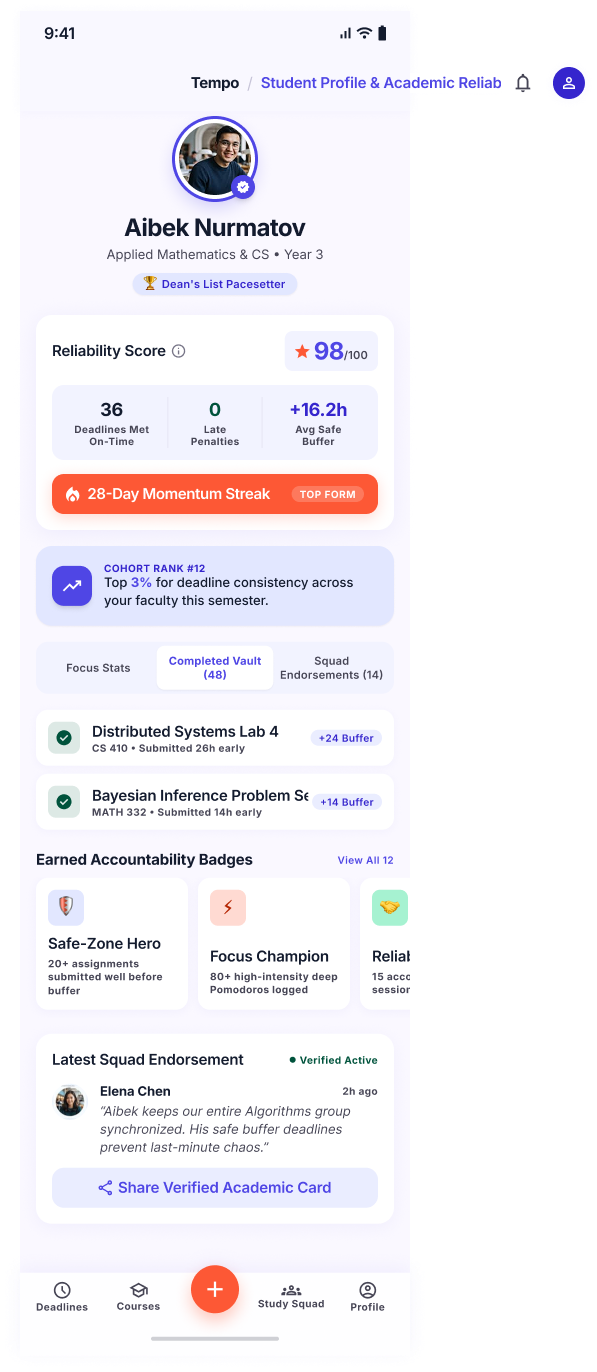 9:41
Tempo / Student Profile & Academic Reliab
Aibek Nurmatov
Applied Mathematics & CS • Year 3
🏆 Dean's List Pacesetter
Reliability Score
98/100
36
Deadlines Met
On-Time
0
Late
Penalties
+16.2h
Avg Safe
Buffer
28-Day Momentum Streak
TOP FORM
COHORT RANK #12
Top 3% for deadline consistency across
your faculty this semester.
Focus Stats
Completed Vault
(48)
Squad
Endorsements (14)
Distributed Systems Lab 4
CS 410 • Submitted 26h early
+24 Buffer
Bayesian Inference Problem Se
MATH 332 • Submitted 14h early
+14 Buffer
Earned Accountability Badges
View All 12
Safe-Zone Hero
20+ assignments
submitted well before
buffer
Focus Champion
80+ high-intensity deep
Pomodoros logged
Reliab
15 acco
session
Latest Squad Endorsement
• Verified Active
Elena Chen
2h ago
“Aibek keeps our entire Algorithms group
synchronized. His safe buffer deadlines
prevent last-minute chaos.”
Share Verified Academic Card
Deadlines
Courses
Study Squad
Profile